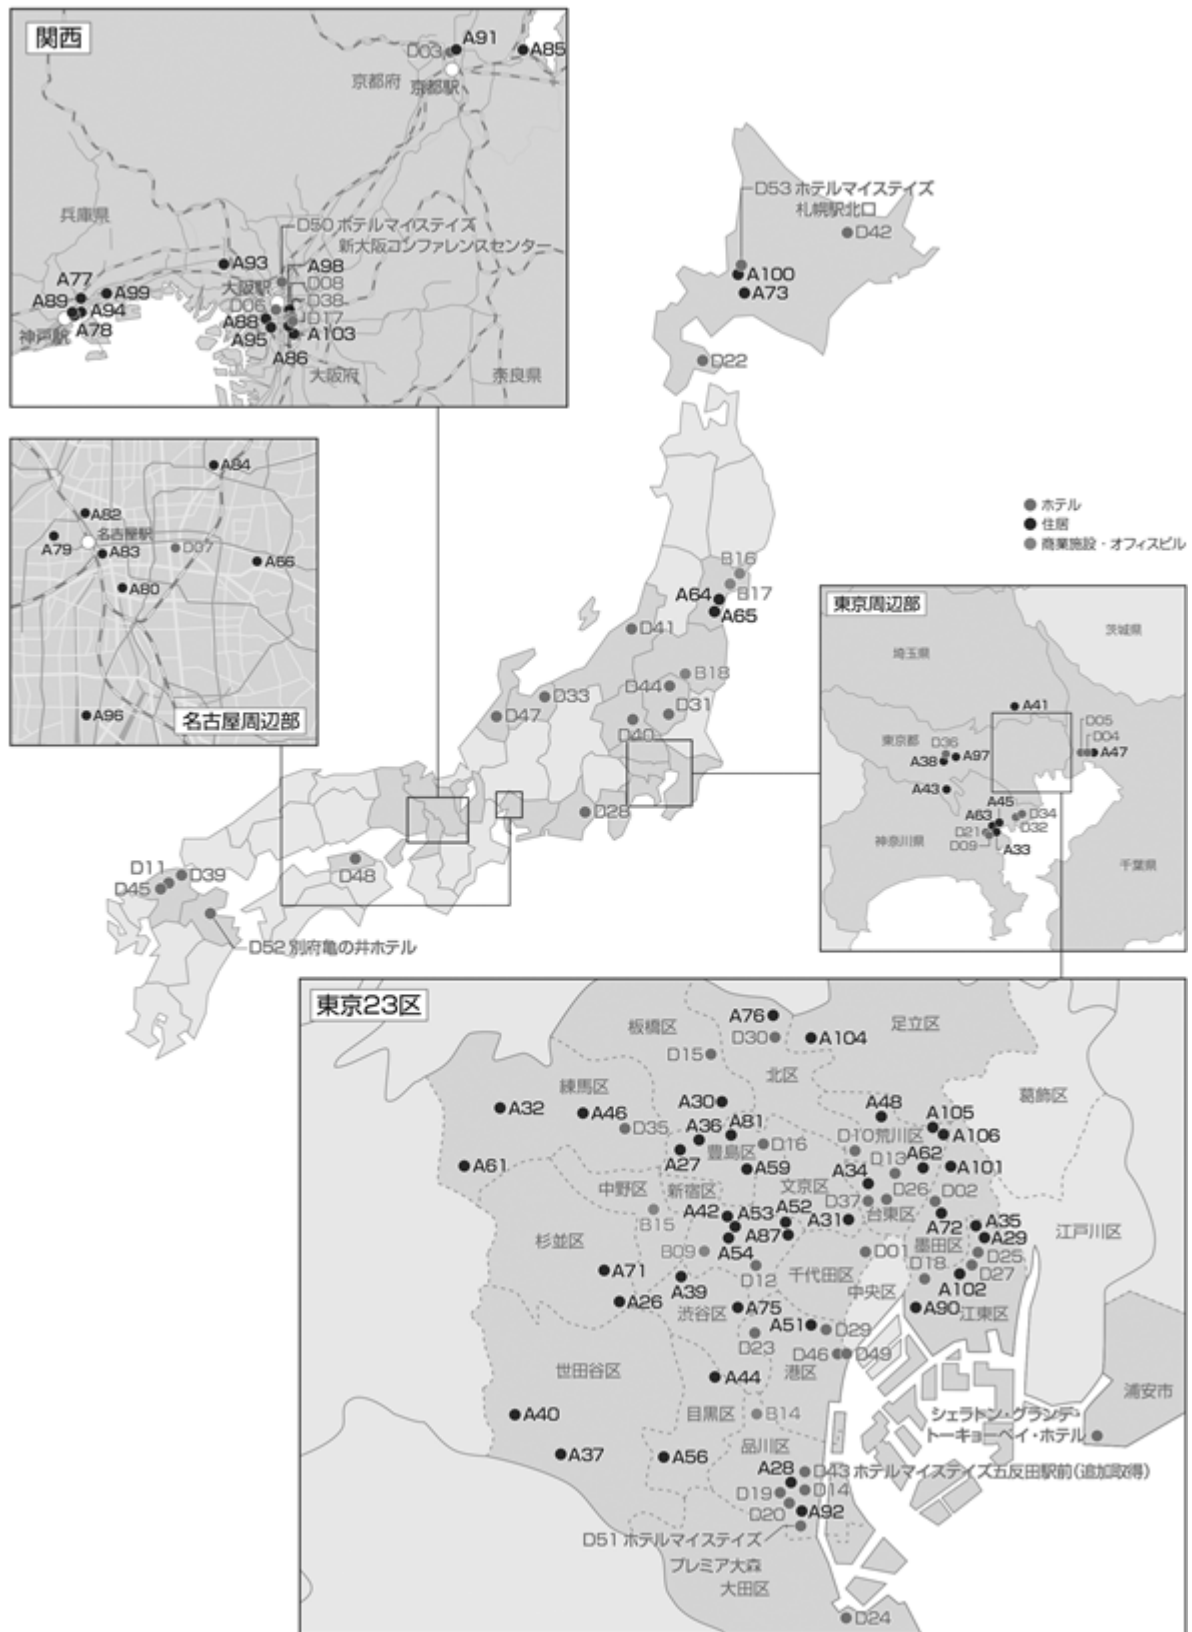 関西
D03
A91
A85
京都府
京都駅
兵庫県
D50 ホテルマイステイズ
新大阪コンファレンスセンター
A93
A98
大阪駅
D08
A77
A99
D38
A89
A94
D06
D17
A88
神戸駅
A78
A95
A103
A86
大阪府
奈良県
D53 ホテルマイステイズ
札幌駅北口
D42
A100
A73
D22
A84
A82
名古屋駅
A79
A83
D07
A66
A80
A96
名古屋周辺部
ホテル
住居
商業施設・オフィスビル
B16
A64
B17
A65
D41
B18
D44
D33
D31
D47
D40
D28
D11
D39
D45
D48
D52 別府亀の井ホテル
東京周辺部
茨城県
埼玉県
A41
D05
東京都
D36
D04
A38
A97
A47
A43
A45
A63
D34
D21
D32
神奈川県
D09
A33
千葉県
東京23区
A76
足立区
板橋区
D30
A104
D15
北区
練馬区
葛飾区
A32
A46
A30
A48
A105
A81
D35
A36
D10
荒川区
A106
豊島区
D16
A27
D13
A62
A61
A59
A34
A101
中野区
新宿区
文京区
D26
D02
D37
B15
A42
A53
A52
A31
台東区
A72
A35
江戸川区
杉並区
A87
A29
B09
A54
D01
墨田区
D25
A71
D12
千代田区
D18
D27
A39
中央区
A102
A26
渋谷区
A75
A90
江東区
A51
D29
D23
D46
D49
世田谷区
A44
港区
浦安市
A40
目黒区
B14
シェラトン・グランデ・
トーキョーベイ・ホテル
品川区
A37
A56
A28
D43 ホテルマイステイズ五反田駅前(追加取得)
D19
D14
D20
A92
D51 ホテルマイステイズ
プレミア大森
大田区
D24